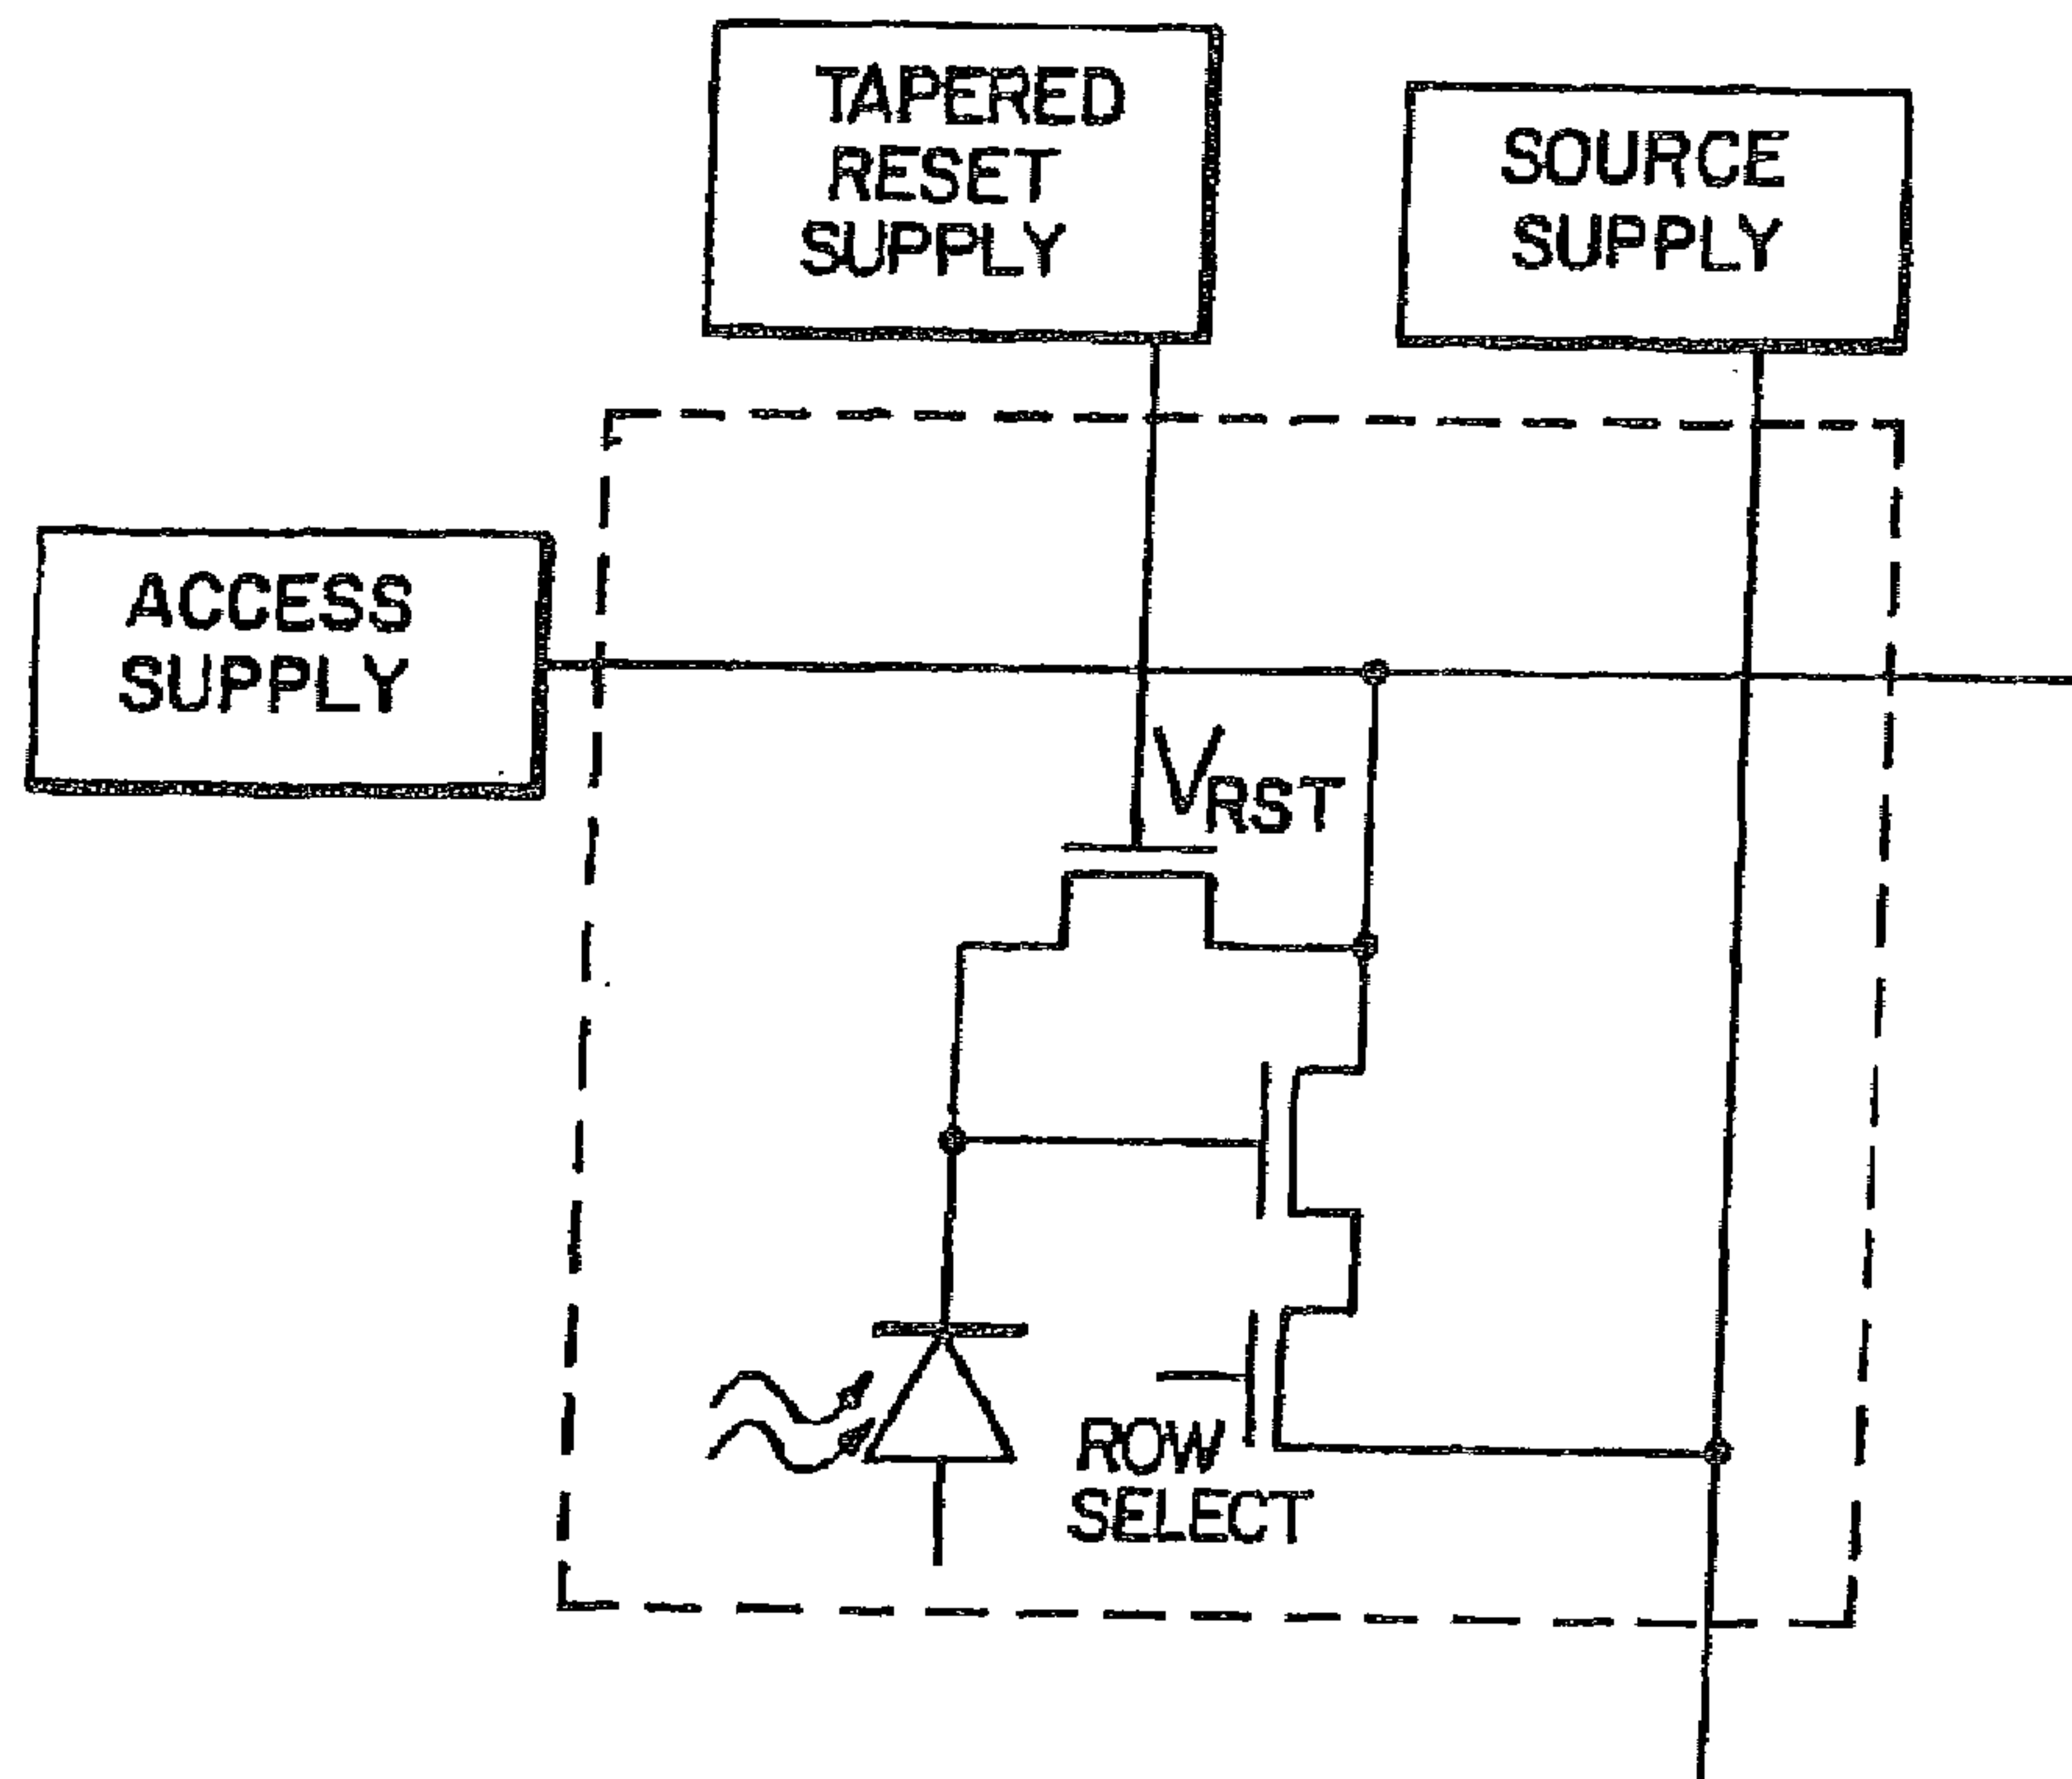 TAPERED
RESET
SUPPLY
SOURCE
SUPPLY
ACCESS
SUPPLY
VRST
ROW
SELECT